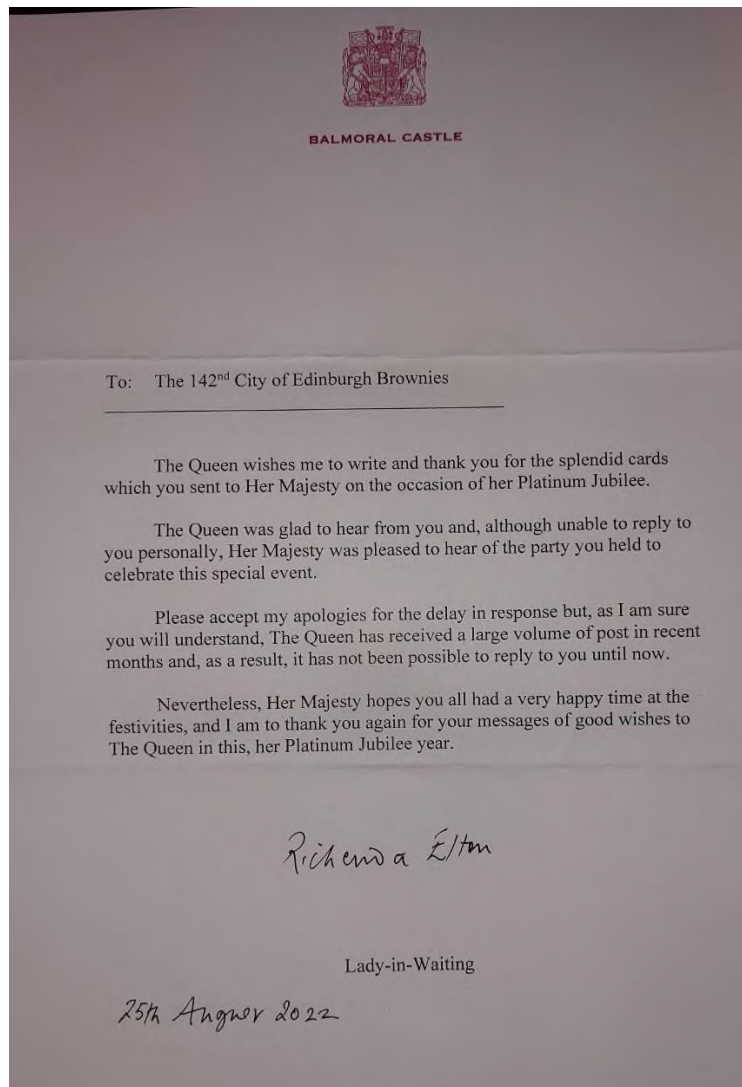 BALMORAL CASTLE
To: The 142nd City of Edinburgh Brownies
The Queen wishes me to write and thank you for the splendid cards
which you sent to Her Majesty on the occasion of her Platinum Jubilee.
The Queen was glad to hear from you and, although unable to reply to
you personally, Her Majesty was pleased to hear of the party you held to
celebrate this special event.
Please accept my apologies for the delay in response but, as I am sure
you will understand, The Queen has received a large volume of post in recent
months and, as a result, it has not been possible to reply to you until now.
Nevertheless, Her Majesty hopes you all had a very happy time at the
festivities, and I am to thank you again for your messages of good wishes to
The Queen in this, her Platinum Jubilee year.
Richenda Elton
Lady-in-Waiting
25th August 2022